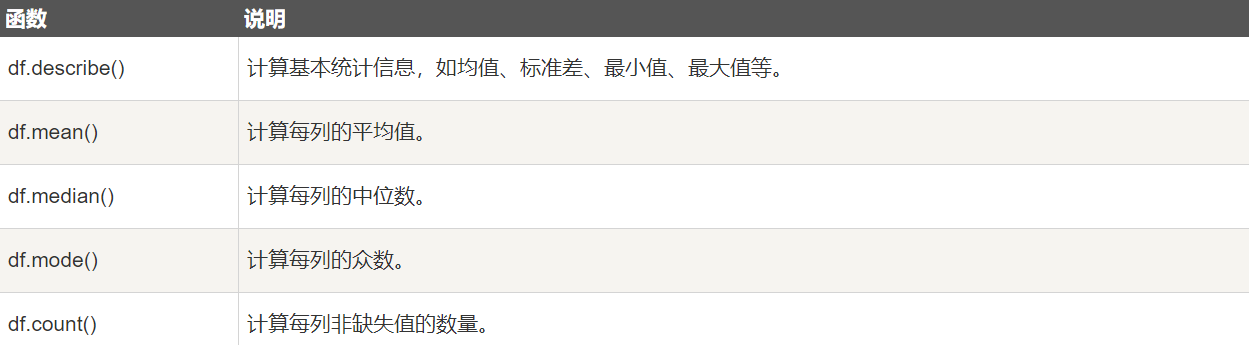 函数 说明
df.describe() 计算基本统计信息，如均值、标准差、最小值、最大值等。
df.mean() 计算每列的平均值。
df.median() 计算每列的中位数。
df.mode() 计算每列的众数。
df.count() 计算每列非缺失值的数量。